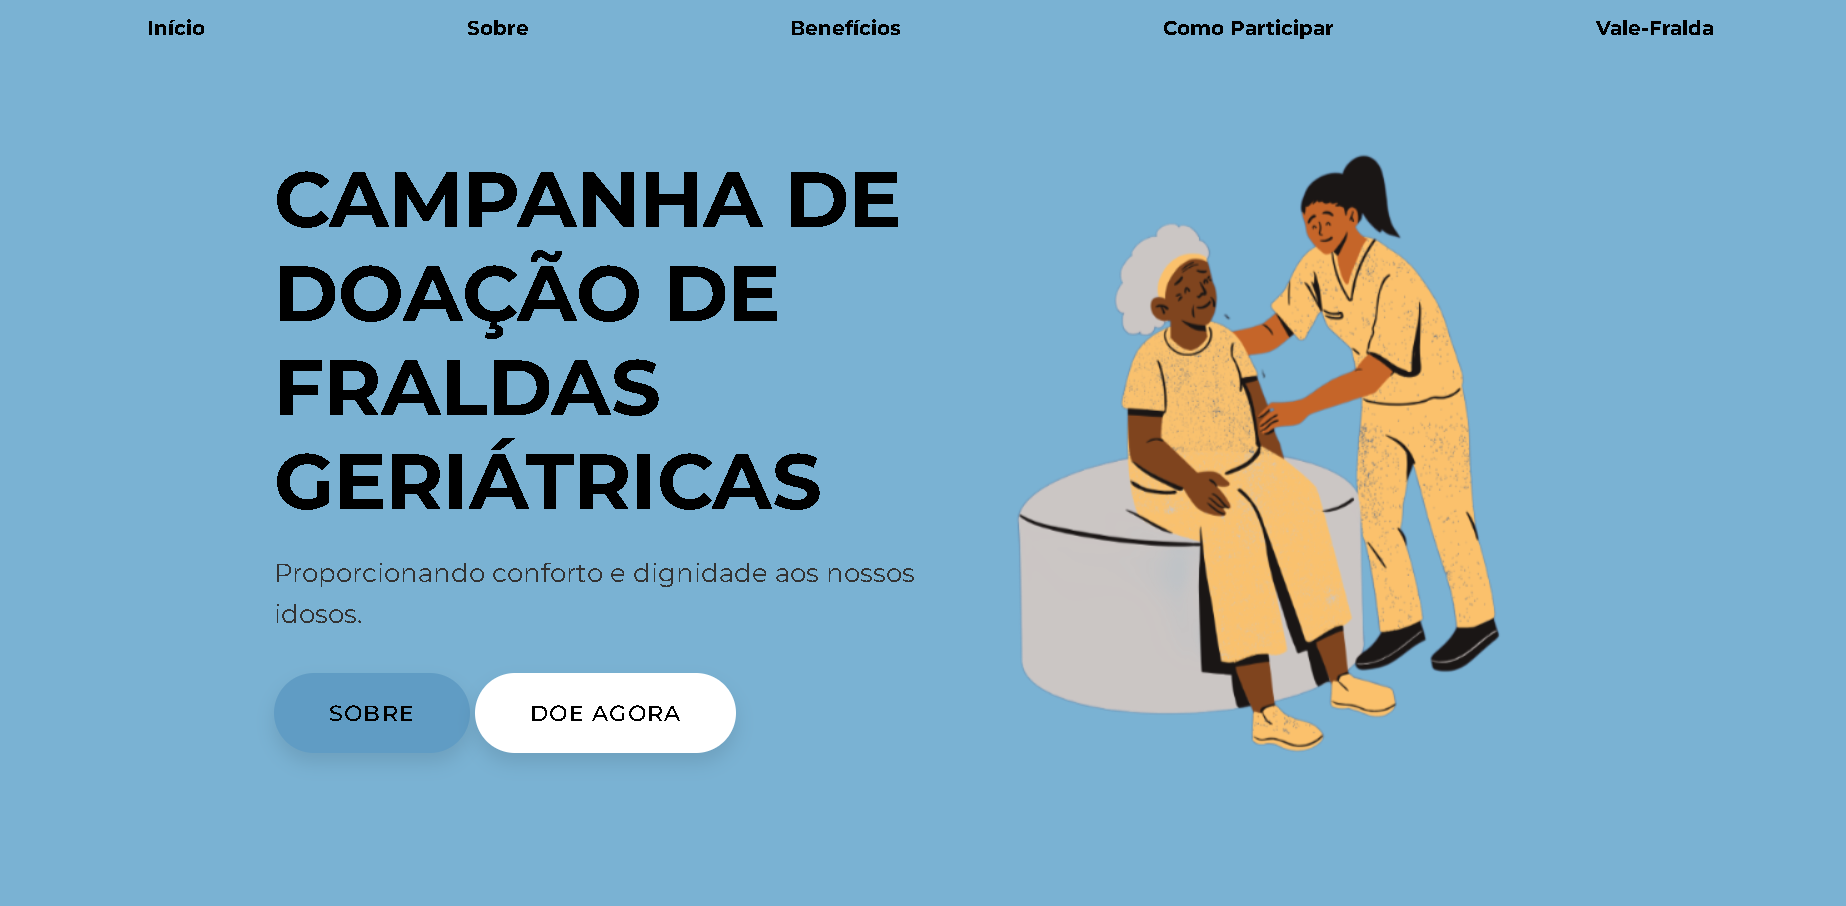 Início Sobre Benefícios Como Participar Vale-Fralda
CAMPANHA DE
DOAÇÃO DE
FRALDAS
GERIÁTRICAS
Proporcionando conforto e dignidade aos nossos
idosos.
SOBRE DOE AGORA